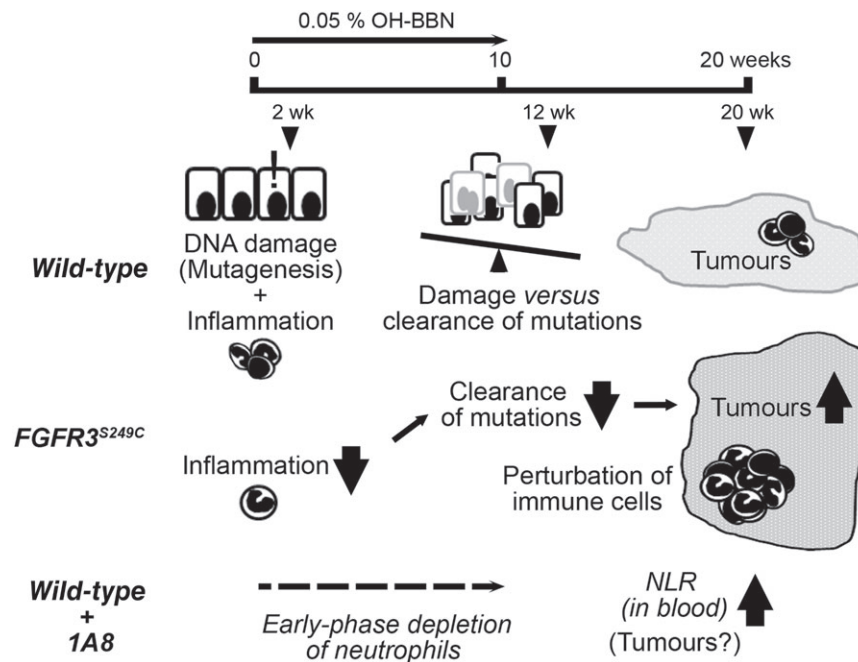 0.05 % OH-BBN
0 10 20 weeks
2 wk 12 wk 20 wk
!
Wild-type
DNA damage
(Mutagenesis)
+
Inflammation
Damage versus
clearance of mutations
Tumours
FGFR3S249C
Inflammation
Clearance
of mutations
Perturbation of
immune cells
Tumours
Wild-type
+
1A8
Early-phase depletion
of neutrophils
NLR
(in blood)
(Tumours?)